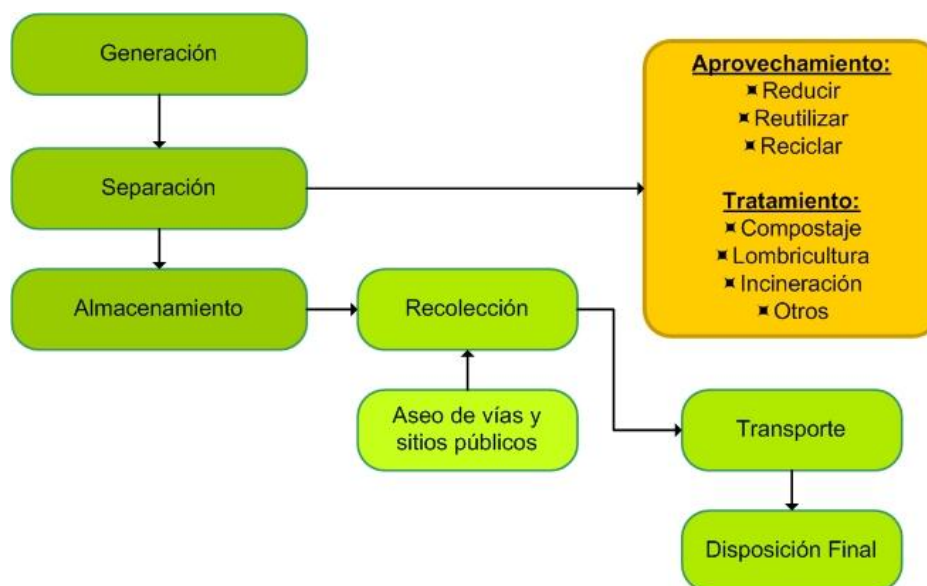 Generación
Separación
Almacenamiento
Recolección
Aseo de vías y
sitios públicos
Aprovechamiento:
Reducir
Reutilizar
Reciclar
Tratamiento:
Compostaje
Lombricultura
Incineración
Otros
Transporte
Disposición Final